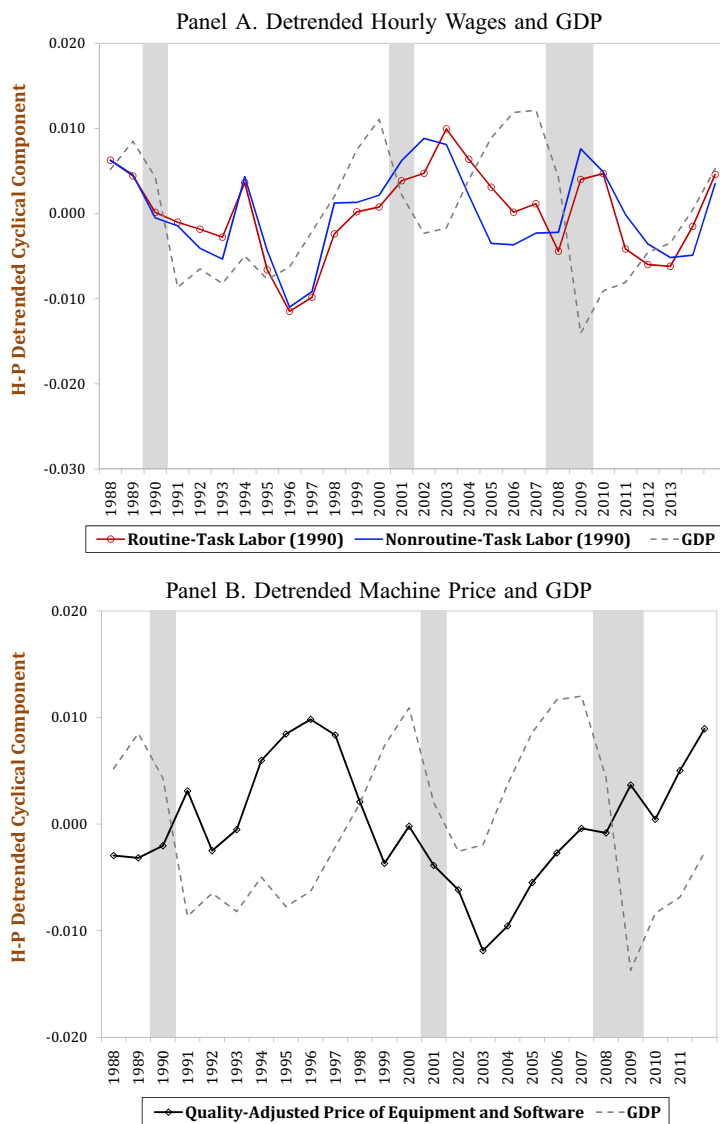 Panel A. Detrended Hourly Wages and GDP
H-P Detrended Cyclical Component
0.020
0.010
0.000
-0.010
-0.020
-0.030
1988 1989 1990 1991 1992 1993 1994 1995 1996 1997 1998 1999 2000 2001 2002 2003 2004 2005 2006 2007 2008 2009 2010 2011 2012 2013
Routine-Task Labor (1990) Nonroutine-Task Labor (1990) GDP
Panel B. Detrended Machine Price and GDP
H-P Detrended Cyclical Component
0.020
0.010
0.000
-0.010
-0.020
1988 1989 1990 1991 1992 1993 1994 1995 1996 1997 1998 1999 2000 2001 2002 2003 2004 2005 2006 2007 2008 2009 2010 2011
Quality-Adjusted Price of Equipment and Software GDP